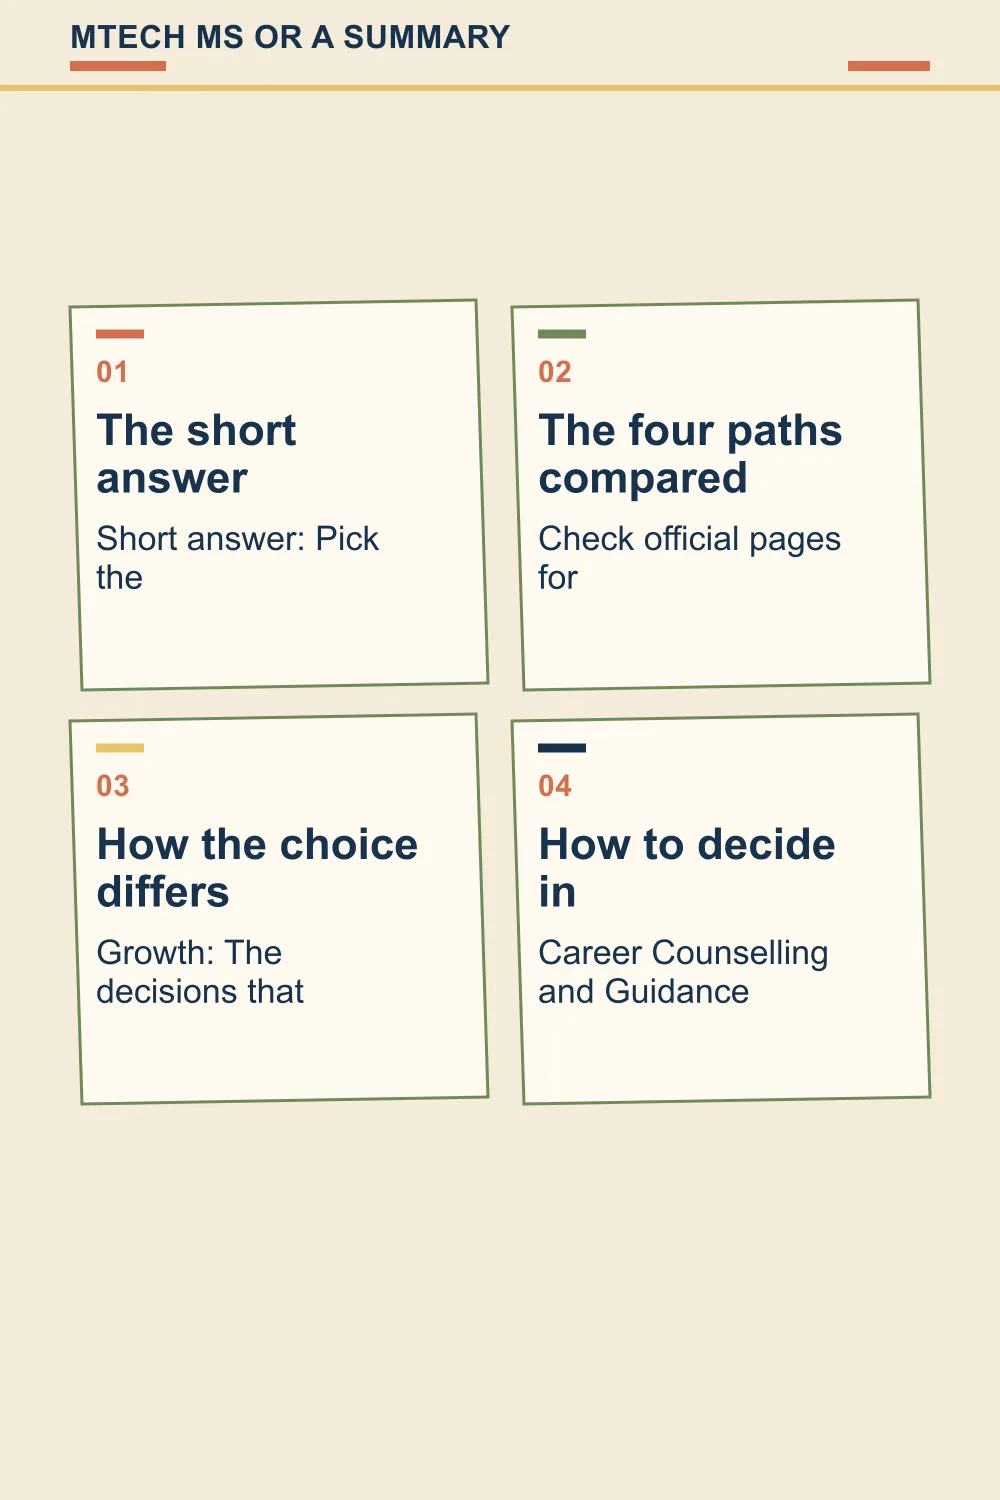 MTECH MS OR A SUMMARY
01
The short
answer
Short answer: Pick
the
02
The four paths
compared
Check official pages
for
03
How the choice
differs
Growth: The
decisions that
04
How to decide
in
Career Counselling
and Guidance